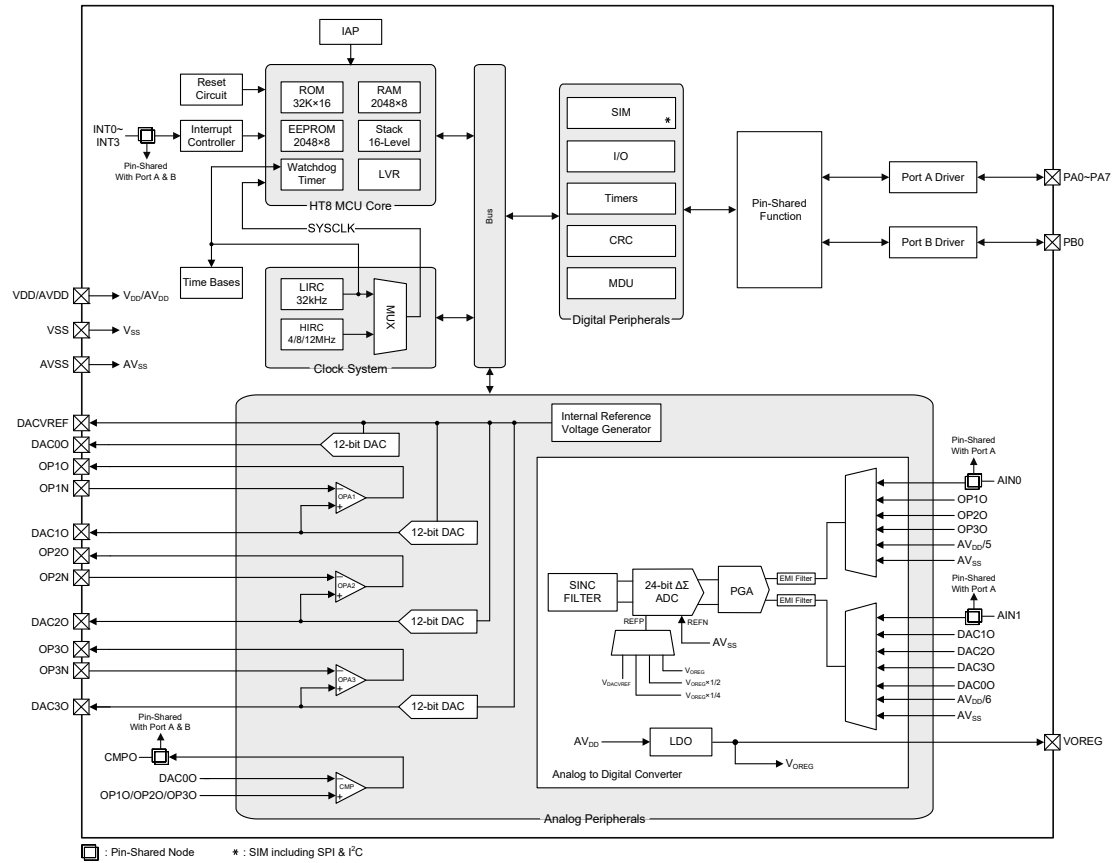 IAP
Reset
Circuit
ROM
32K×16
RAM
2048×8
INT0~
INT3
Interrupt
Controller
EEPROM
2048×8
Stack
16-Level
Pin-Shared
With Port A & B
Watchdog
Timer
LVR
HT8 MCU Core
SYSCLK
Time Bases
LIRC
32kHz
HIRC
4/8/12MHz
MUX
Clock System
Bus
SIM
*
I/O
Timers
CRC
MDU
Digital Peripherals
Pin-Shared
Function
Port A Driver
PA0~PA7
Port B Driver
PB0
VDD/AVDD
VDD/AVDD
VSS
VSS
AVSS
AVSS
DACVREF
DAC0O
OP1O
OP1N
DAC1O
OP2O
OP2N
DAC2O
OP3O
OP3N
DAC3O
Pin-Shared
With Port A & B
CMPO
DAC0O
OP1O/OP2O/OP3O
12-bit DAC
OPA1
12-bit DAC
OPA2
12-bit DAC
OPA3
12-bit DAC
CMP
Internal Reference
Voltage Generator
SINC
FILTER
24-bit ΔΣ
ADC
PGA
EMI Filter
EMI Filter
REFP
REFN
AVSS
VDACVREF
VOREG
VOREG×1/2
VOREG×1/4
Pin-Shared
With Port A
AIN0
OP1O
OP2O
OP3O
AVDD/5
AVSS
Pin-Shared
With Port A
AIN1
DAC1O
DAC2O
DAC3O
DAC0O
AVDD/6
AVSS
AVDD
LDO
VOREG
VOREG
Analog to Digital Converter
Analog Peripherals
: Pin-Shared Node
* : SIM including SPI & I²C